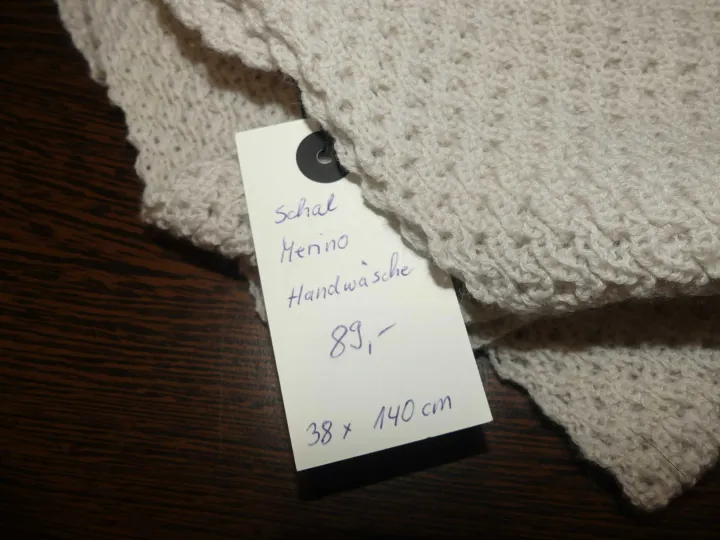 Schal
Merino
Handwäsche
89,-
38 x 140 cm